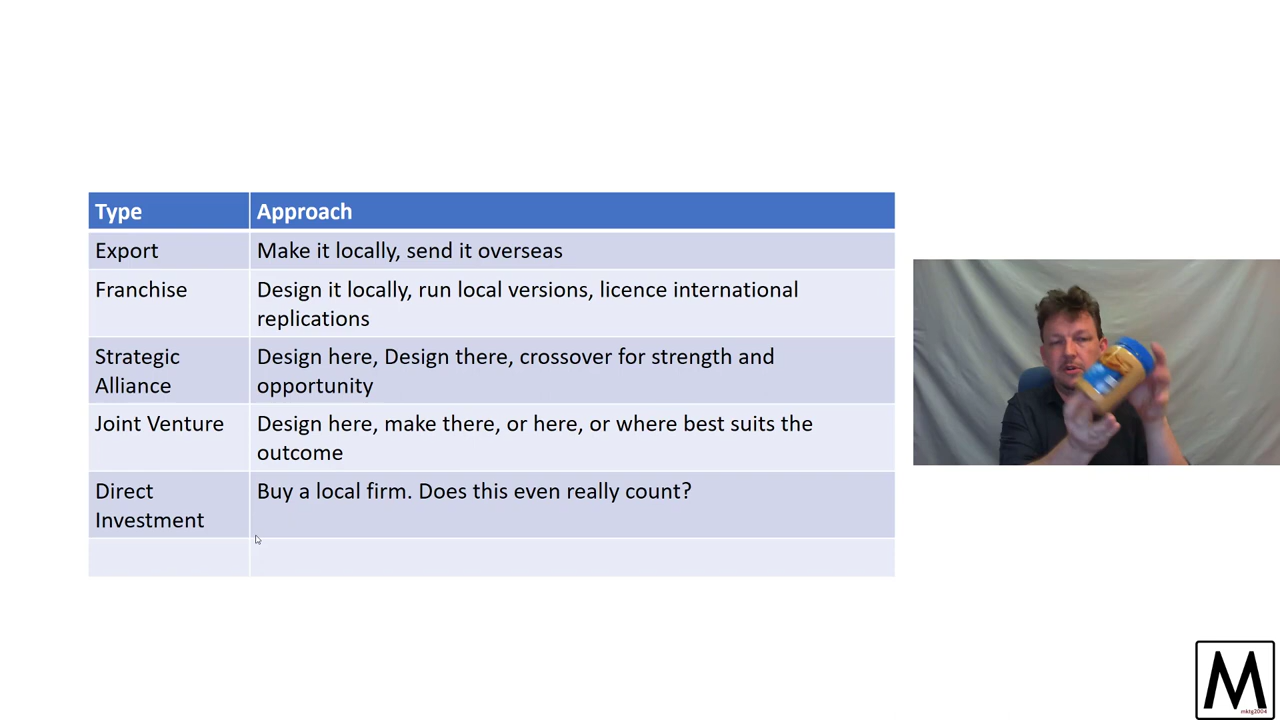 Type
Approach
Export
Make it locally, send it overseas
Franchise
Design it locally, run local versions, licence international
replications
Strategic
Alliance
Design here, Design there, crossover for strength and
opportunity
Joint Venture
Design here, make there, or here, or where best suits the
outcome
Direct
Investment
Buy a local firm. Does this even really count?
M
mktg2004